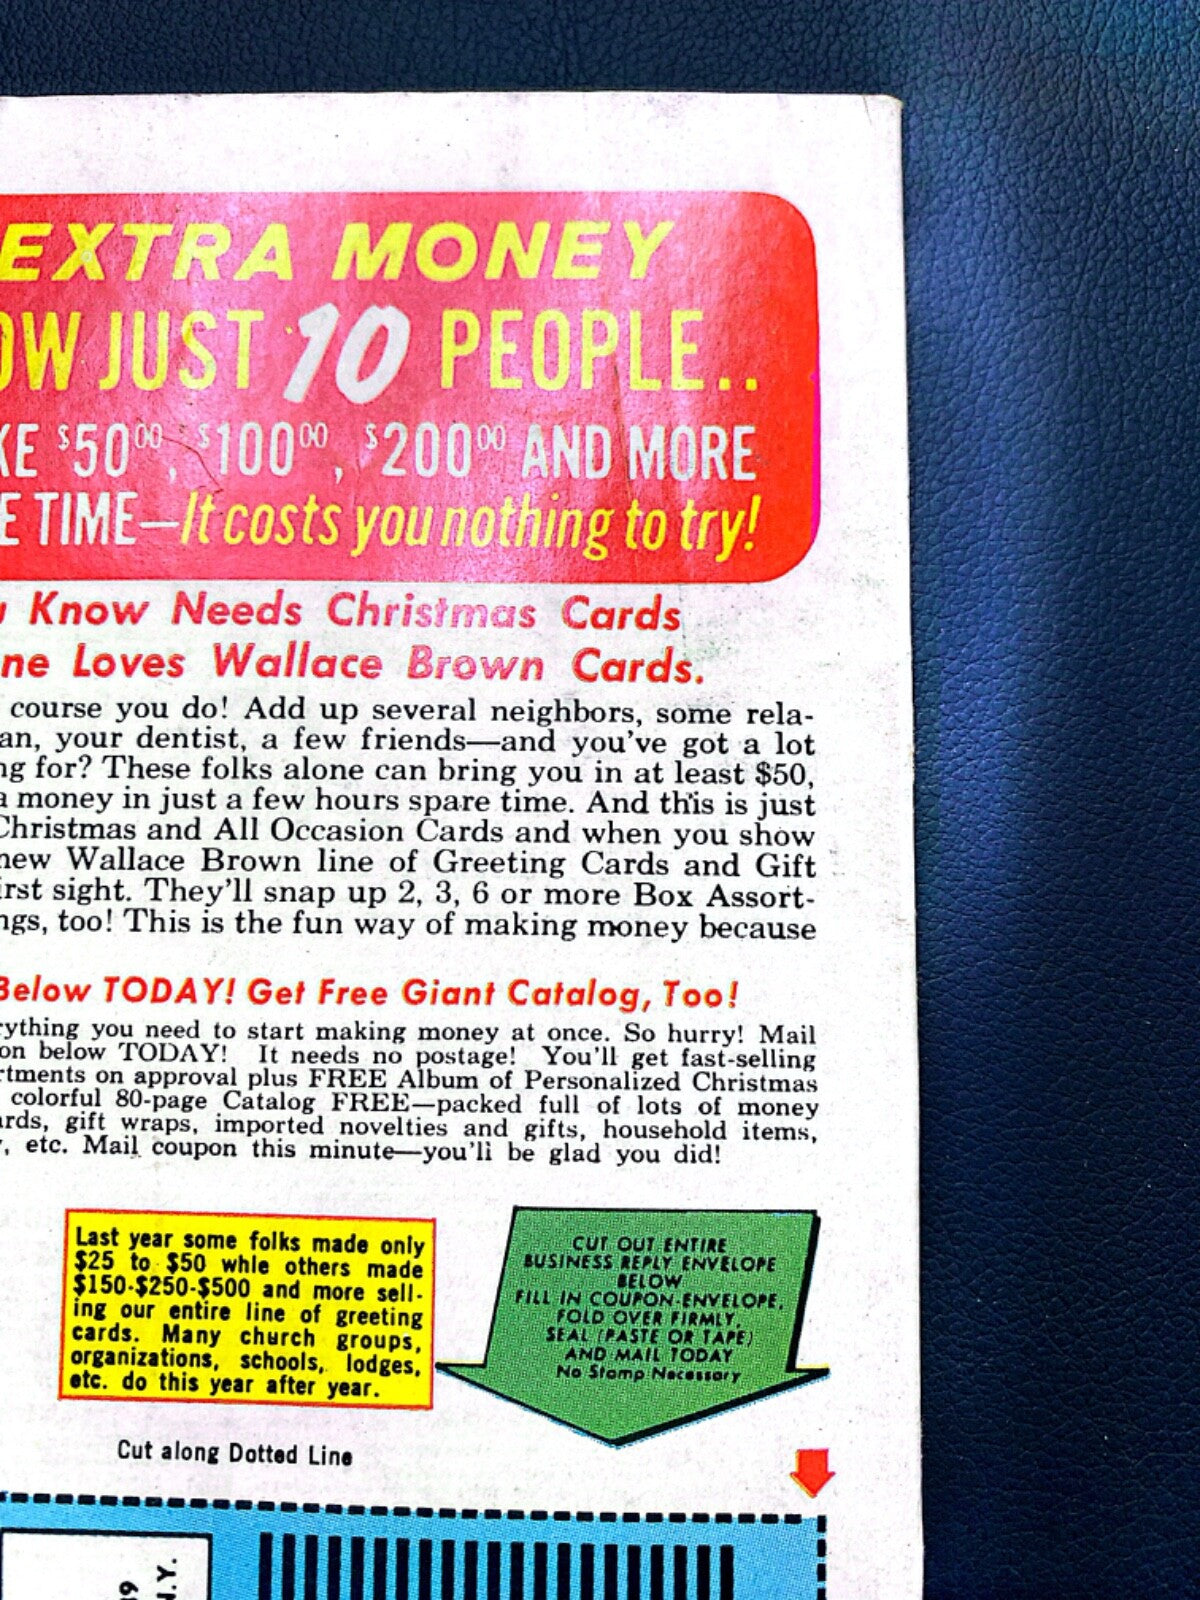 EXTRA MONEY
OW JUST 10 PEOPLE..
KE $5000, $10000, $20000 AND MORE
E TIME—It costs you nothing to try!
u Know Needs Christmas Cards
ne Loves Wallace Brown Cards.
course you do! Add up several neighbors, some rela-
an, your dentist, a few friends—and you've got a lot
ng for? These folks alone can bring you in at least $50,
a money in just a few hours spare time. And this is just
Christmas and All Occasion Cards and when you show
new Wallace Brown line of Greeting Cards and Gift
irst sight. They'll snap up 2, 3, 6 or more Box Assort-
ngs, too! This is the fun way of making money because
Below TODAY! Get Free Giant Catalog, Too!
rything you need to start making money at once. So hurry! Mail
on below TODAY! It needs no postage! You'll get fast-selling
rtments on approval plus FREE Album of Personalized Christmas
colorful 80-page Catalog FREE—packed full of lots of money
ards, gift wraps, imported novelties and gifts, household items,
, etc. Mail coupon this minute—you'll be glad you did!
Last year some folks made only
$25 to $50 whle others made
$150-$250-$500 and more sell-
ing our entire line of greeting
cards. Many church groups,
organizations, schools, lodges,
etc. do this year after year.
CUT OUT ENTIRE
BUSINESS REPLY ENVELOPE
BELOW
FILL IN COUPON-ENVELOPE,
FOLD OVER FIRMLY,
SEAL (PASTE OR TAPE)
AND MAIL TODAY
No Stamp Necessary
Cut along Dotted Line
N.Y.